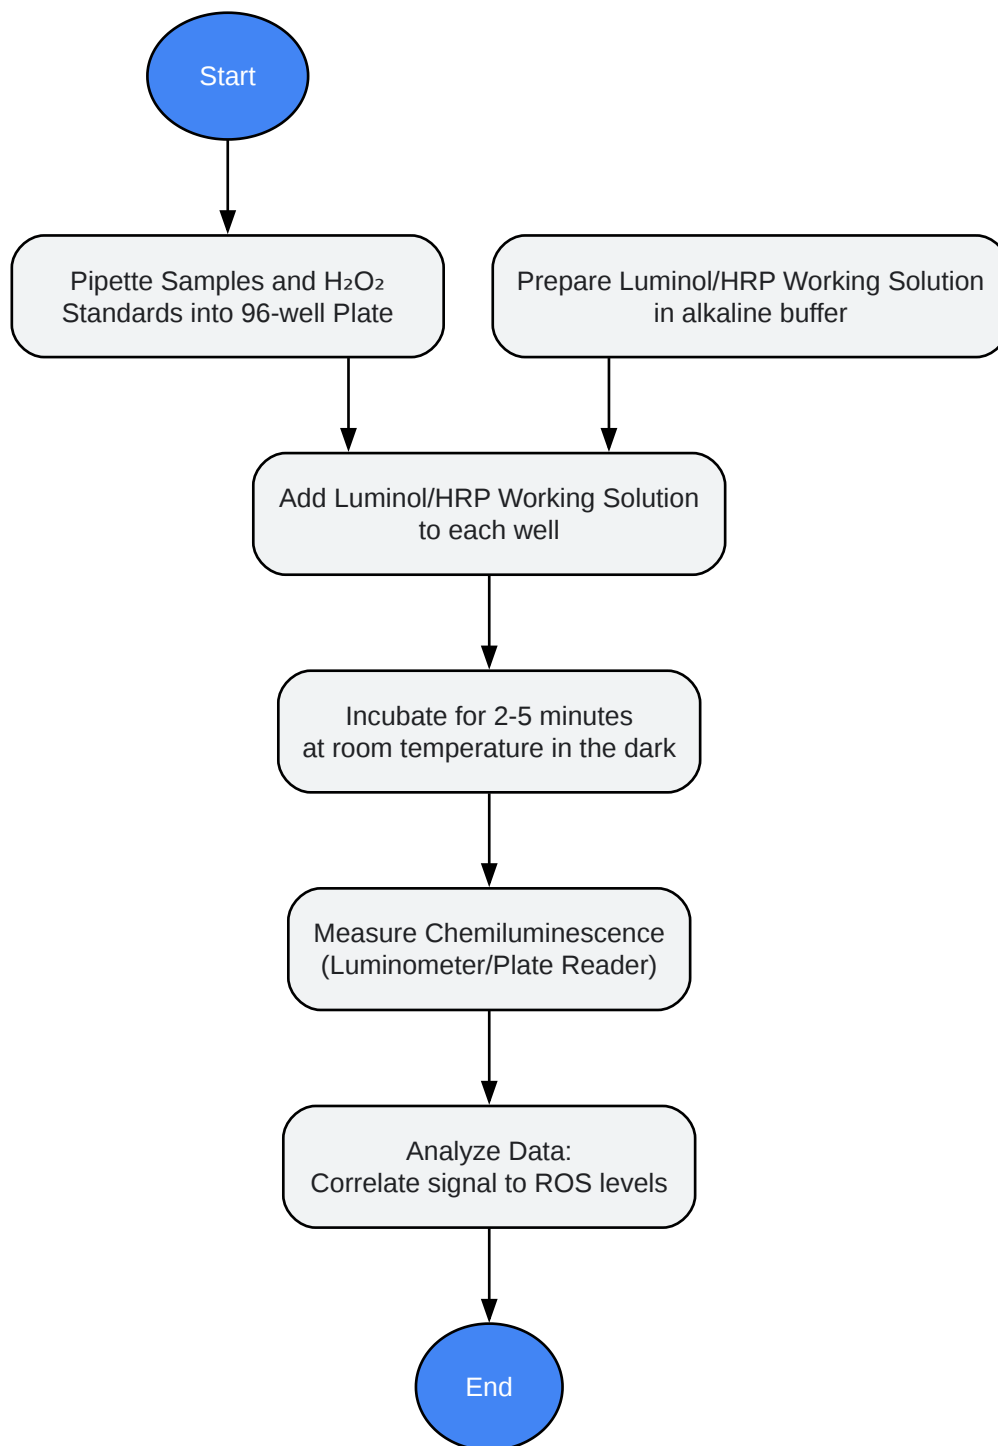 Start
Pipette Samples and H₂O₂
Standards into 96-well Plate
Prepare Luminol/HRP Working Solution
in alkaline buffer
Add Luminol/HRP Working Solution
to each well
Incubate for 2-5 minutes
at room temperature in the dark
Measure Chemiluminescence
(Luminometer/Plate Reader)
Analyze Data:
Correlate signal to ROS levels
End